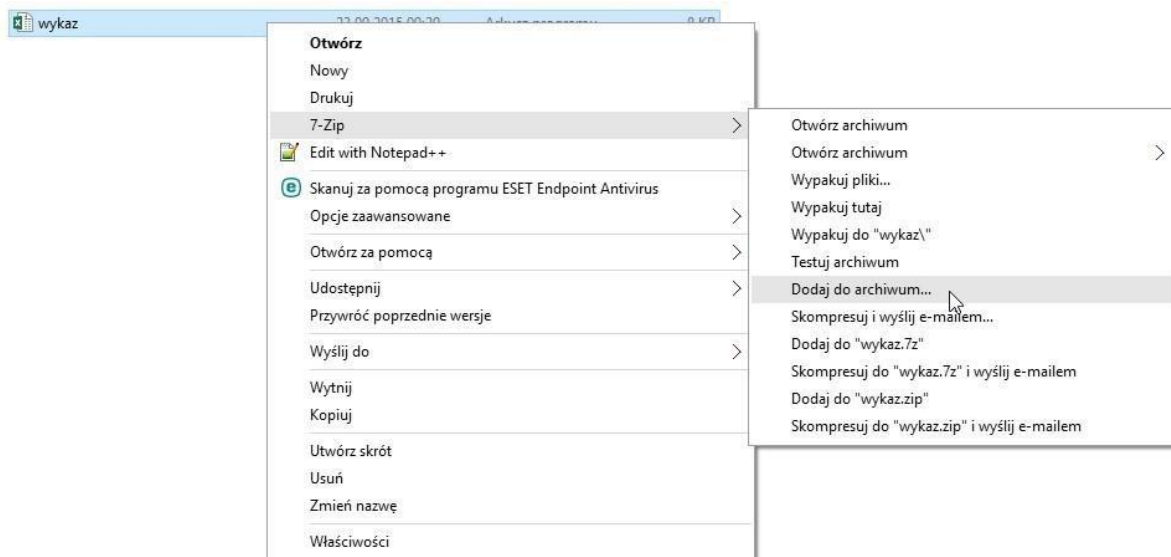 wykaz
Otwórz
Nowy
Drukuj
7-Zip
Edit with Notepad++
Skanuj za pomocą programu ESET Endpoint Antivirus
Opcje zaawansowane
Otwórz za pomocą
Udostępnij
Przywróć poprzednie wersje
Wyślij do
Wytnij
Kopiuj
Utwórz skrót
Usuń
Zmień nazwę
Właściwości
Otwórz archiwum
Otwórz archiwum
Wypakuj pliki...
Wypakuj tutaj
Wypakuj do "wykaz\"
Testuj archiwum
Dodaj do archiwum...
Skompresuj i wyślij e-mailem...
Dodaj do "wykaz.7z"
Skompresuj do "wykaz.7z" i wyślij e-mailem
Dodaj do "wykaz.zip"
Skompresuj do "wykaz.zip" i wyślij e-mailem